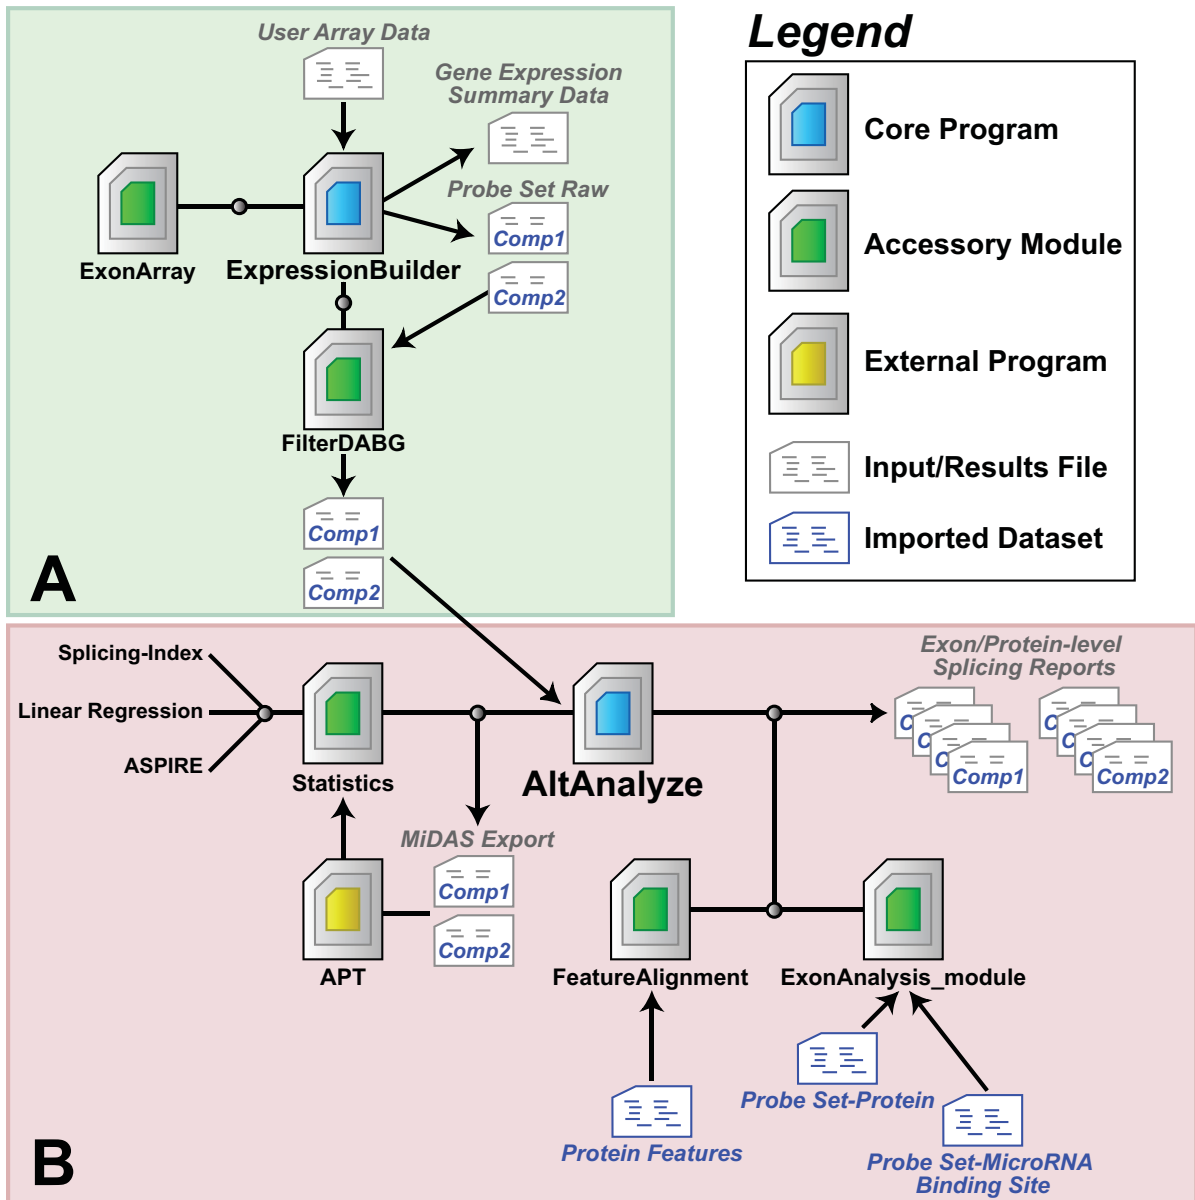 User Array Data
Gene Expression
Summary Data
Probe Set Raw
Comp1
Comp2
ExonArray
ExpressionBuilder
FilterDABG
Comp1
Comp2
A
Legend
Core Program
Accessory Module
External Program
Input/Results File
Imported Dataset
Splicing-Index
Linear Regression
ASPIRE
Statistics
AltAnalyze
Exon/Protein-level
Splicing Reports
C
C
C
Comp1
C
C
C
Comp2
MiDAS Export
Comp1
Comp2
APT
FeatureAlignment
ExonAnalysis_module
Probe Set-Protein
Protein Features
Probe Set-MicroRNA
Binding Site
B